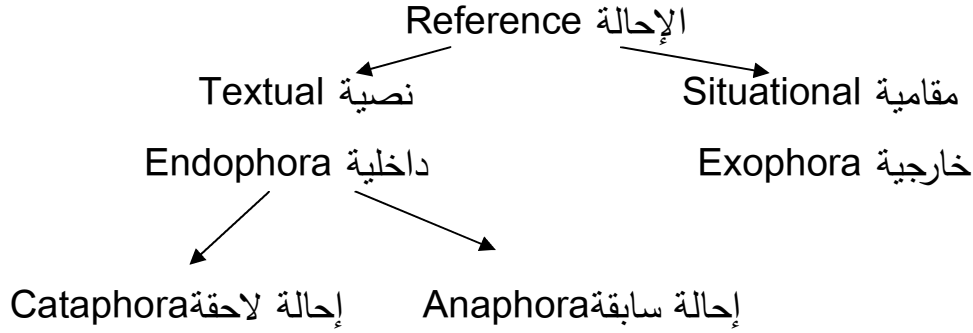 الإحالة Reference
مقامية Situational
نصية Textual
خارجية Exophora
داخلية Endophora
إحالة سابقةAnaphora
إحالة لاحقةCataphora